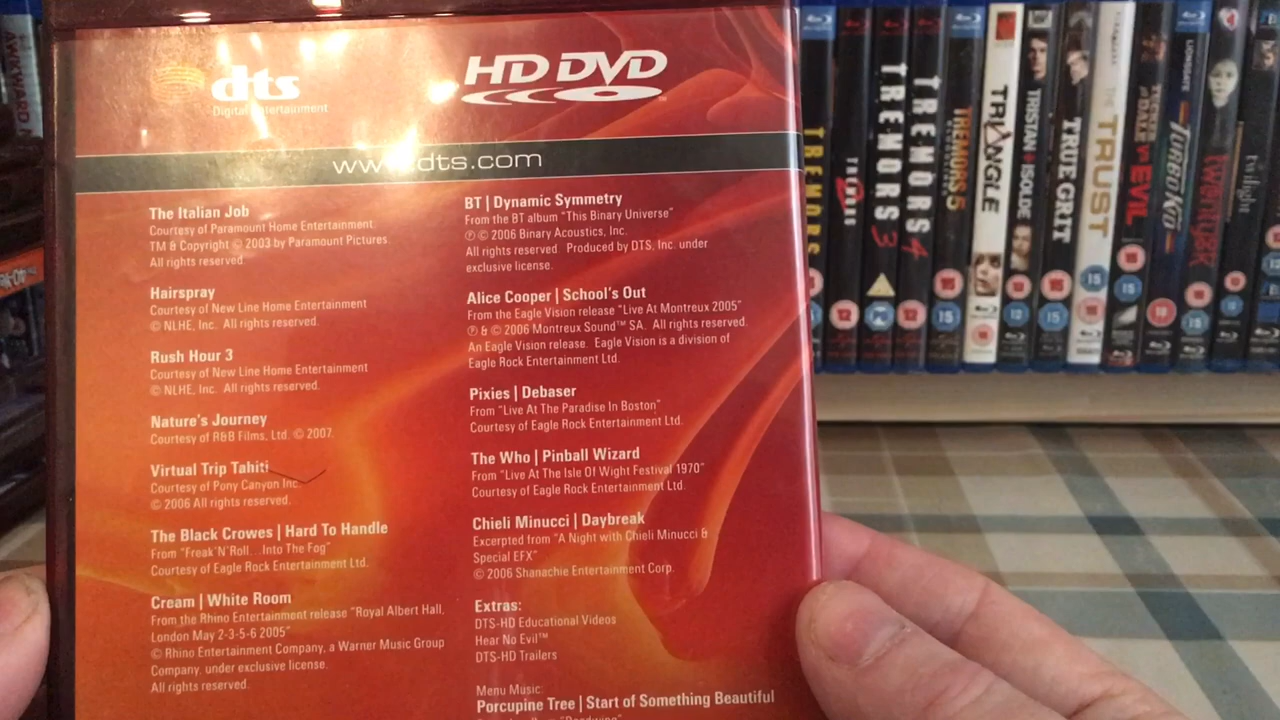 dts
Digital Entertainment
HD DVD
www.dts.com
The Italian Job
Courtesy of Paramount Home Entertainment.
TM & Copyright © 2003 by Paramount Pictures.
All rights reserved.
Hairspray
Courtesy of New Line Home Entertainment
© NLHE, Inc. All rights reserved.
Rush Hour 3
Courtesy of New Line Home Entertainment
© NLHE, Inc. All rights reserved.
Nature's Journey
Courtesy of R&B Films, Ltd. © 2007.
Virtual Trip Tahiti
Courtesy of Pony Canyon Inc.
© 2006 All rights reserved.
The Black Crowes | Hard To Handle
From "Freak'N'Roll...Into The Fog"
Courtesy of Eagle Rock Entertainment Ltd.
Cream | White Room
From the Rhino Entertainment release "Royal Albert Hall,
London May 2-3-5-6 2005"
© Rhino Entertainment Company, a Warner Music Group
Company, under exclusive license.
All rights reserved.
BT | Dynamic Symmetry
From the BT album "This Binary Universe"
℗ © 2006 Binary Acoustics, Inc.
All rights reserved. Produced by DTS, Inc. under
exclusive license.
Alice Cooper | School's Out
From the Eagle Vision release "Live At Montreux 2005"
℗ & © 2006 Montreux Sound™ SA. All rights reserved.
An Eagle Vision release. Eagle Vision is a division of
Eagle Rock Entertainment Ltd.
Pixies | Debaser
From "Live At The Paradise In Boston"
Courtesy of Eagle Rock Entertainment Ltd.
The Who | Pinball Wizard
From "Live At The Isle Of Wight Festival 1970"
Courtesy of Eagle Rock Entertainment Ltd.
Chieli Minucci | Daybreak
Excerpted from "A Night with Chieli Minucci &
Special EFX"
© 2006 Shanachie Entertainment Corp.
Extras:
DTS-HD Educational Videos
Hear No Evil™
DTS-HD Trailers
Menu Music:
Porcupine Tree | Start of Something Beautiful
TREMORS
TREMORS 2
TREMORS 3
TREMORS 4
TREMORS 5
TRIANGLE
TRISTAN + ISOLDE
TRUE GRIT
THE TRUST
TUCKER & DALE VS EVIL
TURBO KID
TWENTY8K
twilight
12
12
15
15
15